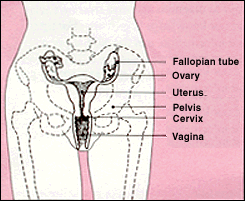 Fallopian tube
Ovary
Uterus
Pelvis
Cervix
Vagina